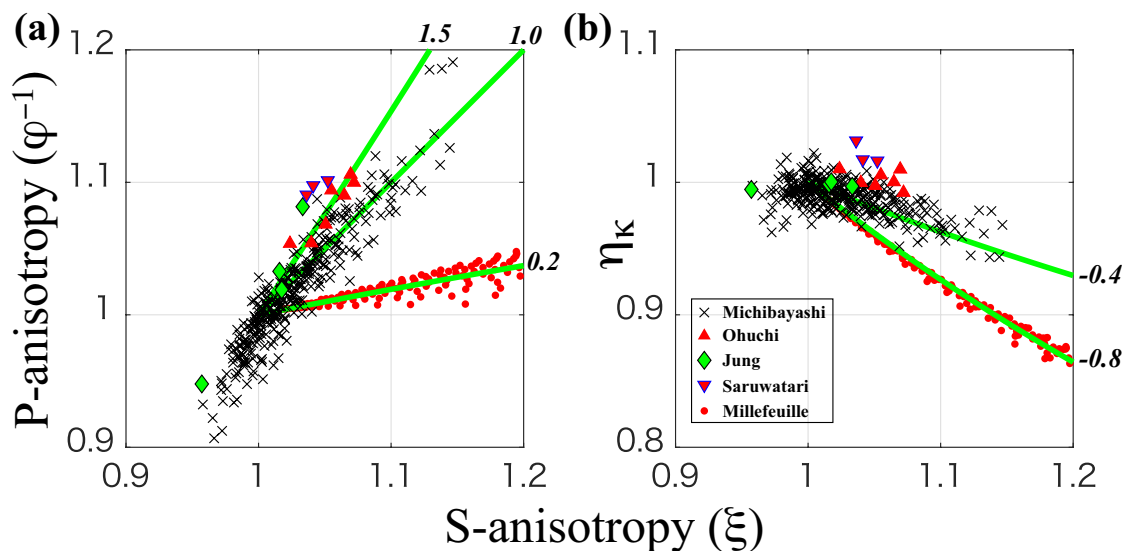 (a)
1.5
1.0
(b)
1.2
1.1
1
0.9
P-anisotropy (φ⁻¹)
0.2
0.9
1
1.1
1.2
1.1
1
0.9
0.8
ηκ
-0.4
-0.8
Michibayashi
Ohuchi
Jung
Saruwatari
Millefeuille
0.9
1
1.1
1.2
S-anisotropy (ξ)